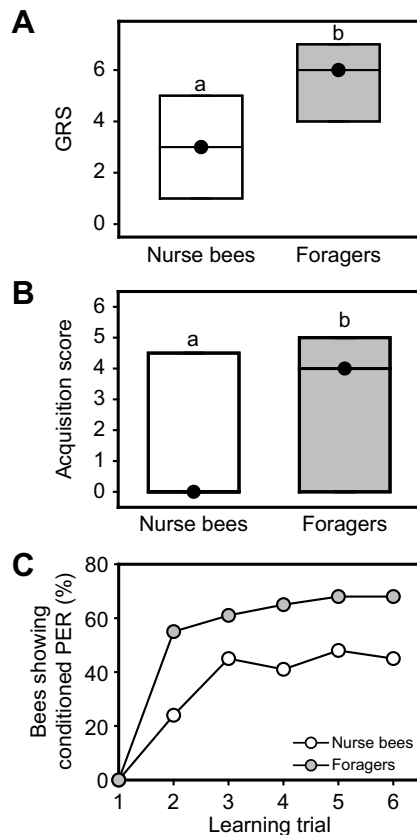 A
GRS
6
4
2
0
a
b
Nurse bees
Foragers
B
Acquisition score
6
5
4
3
2
1
0
a
b
Nurse bees
Foragers
C
Bees showing
conditioned PER (%)
80
60
40
20
0
Nurse bees
Foragers
1 2 3 4 5 6
Learning trial